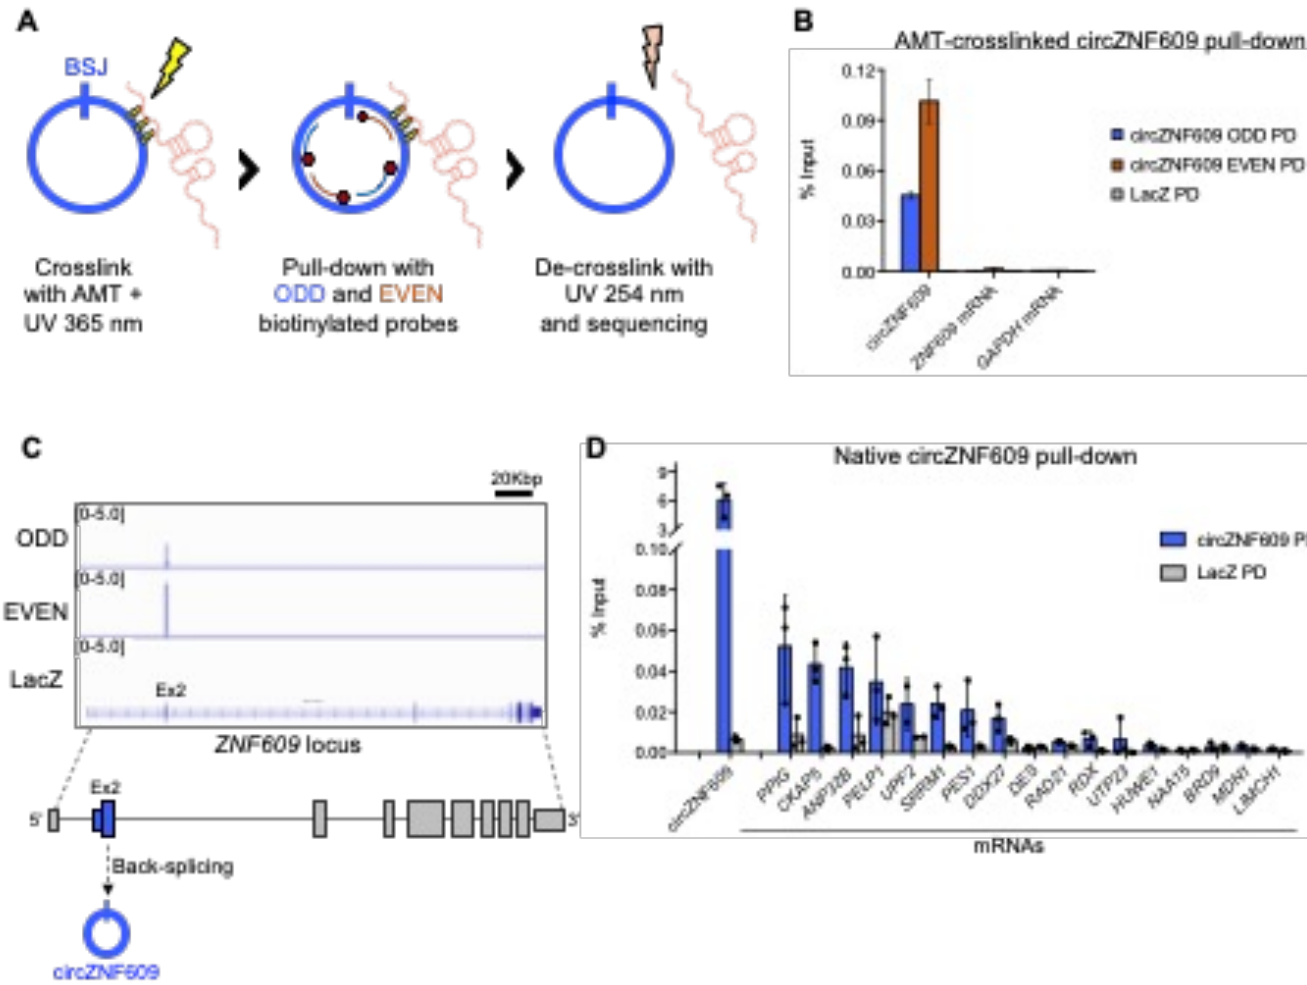 A
BSJ
Crosslink
with AMT +
UV 365 nm
Pull-down with
ODD and EVEN
biotinylated probes
De-crosslink with
UV 254 nm
and sequencing
B
AMT-crosslinked circZNF609 pull-down
% Input
0.12
0.09
0.06
0.03
0.00
circZNF609
ZNF609 mRNA
GAPDH mRNA
circZNF609 ODD PD
circZNF609 EVEN PD
LacZ PD
C
20Kbp
ODD
[0-5.0]
EVEN
[0-5.0]
LacZ
[0-5.0]
Ex2
ZNF609 locus
Ex2
5'
3'
Back-splicing
circZNF609
D
Native circZNF609 pull-down
% Input
9
6
3
0.10
0.06
0.04
0.02
0.00
circZNF609
PPIG
CKAP5
ANP32B
PELP1
UPF2
SRRM1
PES1
DDX27
DES
RAD21
RDX
UTP23
HUWE1
NAA15
BRD9
MDN1
LIMCH1
mRNAs
circZNF609 P
LacZ PD